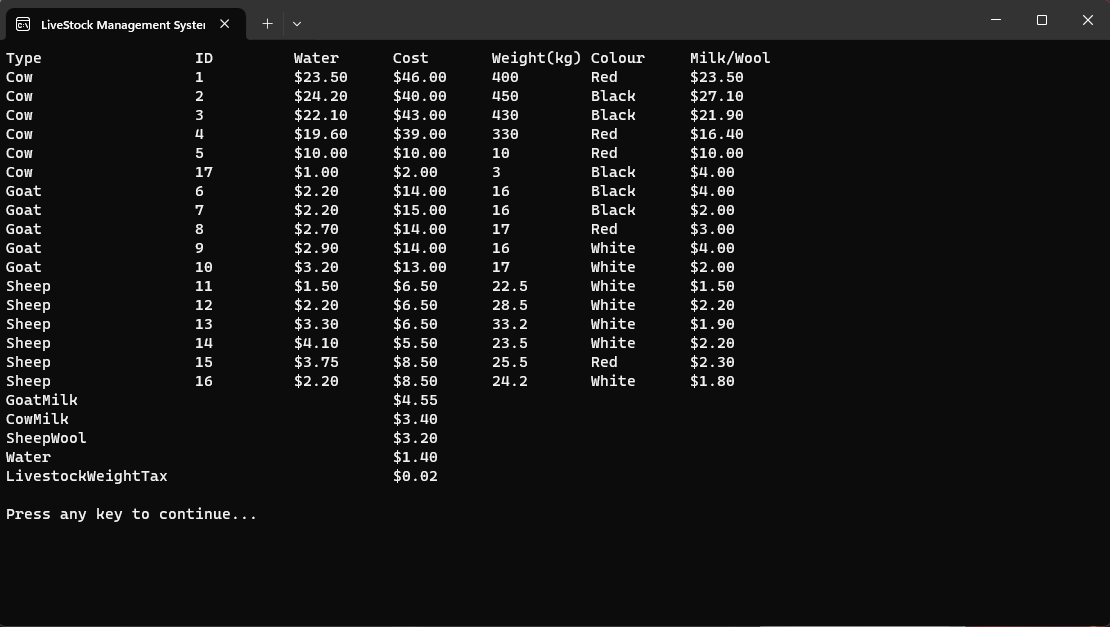 LiveStock Management Syster
Type ID Water Cost Weight(kg) Colour Milk/Wool
Cow 1 $23.50 $46.00 400 Red $23.50
Cow 2 $24.20 $40.00 450 Black $27.10
Cow 3 $22.10 $43.00 430 Black $21.90
Cow 4 $19.60 $39.00 330 Red $16.40
Cow 5 $10.00 $10.00 10 Red $10.00
Cow 17 $1.00 $2.00 3 Black $4.00
Goat 6 $2.20 $14.00 16 Black $4.00
Goat 7 $2.20 $15.00 16 Black $2.00
Goat 8 $2.70 $14.00 17 Red $3.00
Goat 9 $2.90 $14.00 16 White $4.00
Goat 10 $3.20 $13.00 17 White $2.00
Sheep 11 $1.50 $6.50 22.5 White $1.50
Sheep 12 $2.20 $6.50 28.5 White $2.20
Sheep 13 $3.30 $6.50 33.2 White $1.90
Sheep 14 $4.10 $5.50 23.5 White $2.20
Sheep 15 $3.75 $8.50 25.5 Red $2.30
Sheep 16 $2.20 $8.50 24.2 White $1.80
GoatMilk $4.55
CowMilk $3.40
SheepWool $3.20
Water $1.40
LivestockWeightTax $0.02
Press any key to continue...